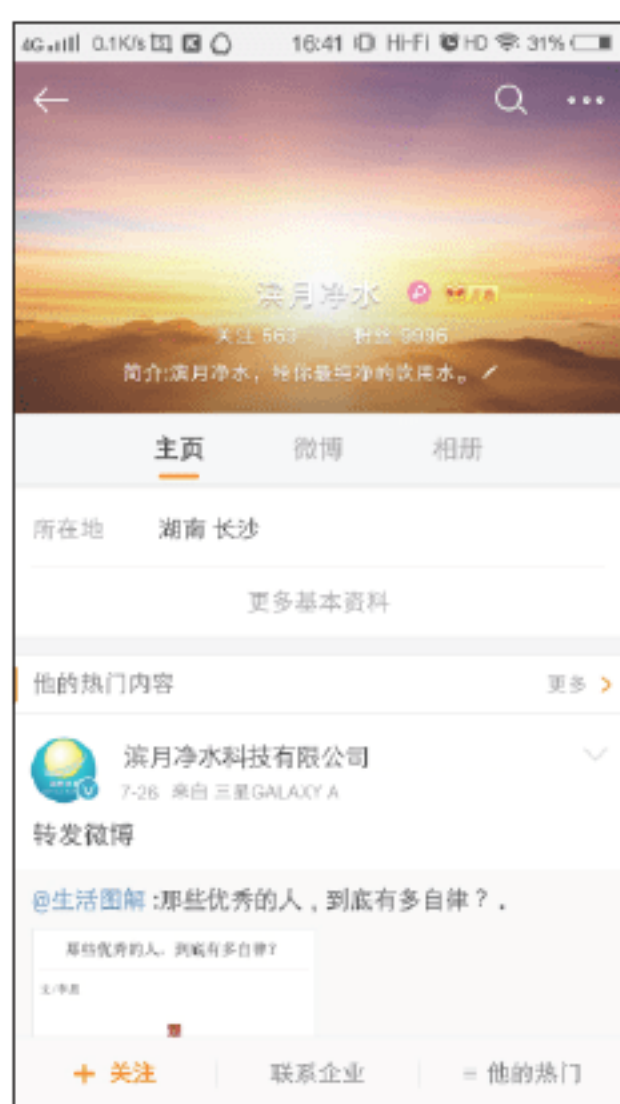 4G 0.1K/s 16:41 Hi-Fi HD 31%
滨月净水
关注 563 粉丝 9996
简介:滨月净水，给你最纯净的饮用水。
主页 微博 相册
所在地 湖南 长沙
更多基本资料
他的热门内容 更多 >
滨月净水科技有限公司
7-26 来自 三星GALAXY A
转发微博
@生活图解 :那些优秀的人，到底有多自律？.
那些优秀的人，到底有多自律?
+ 关注 联系企业 = 他的热门